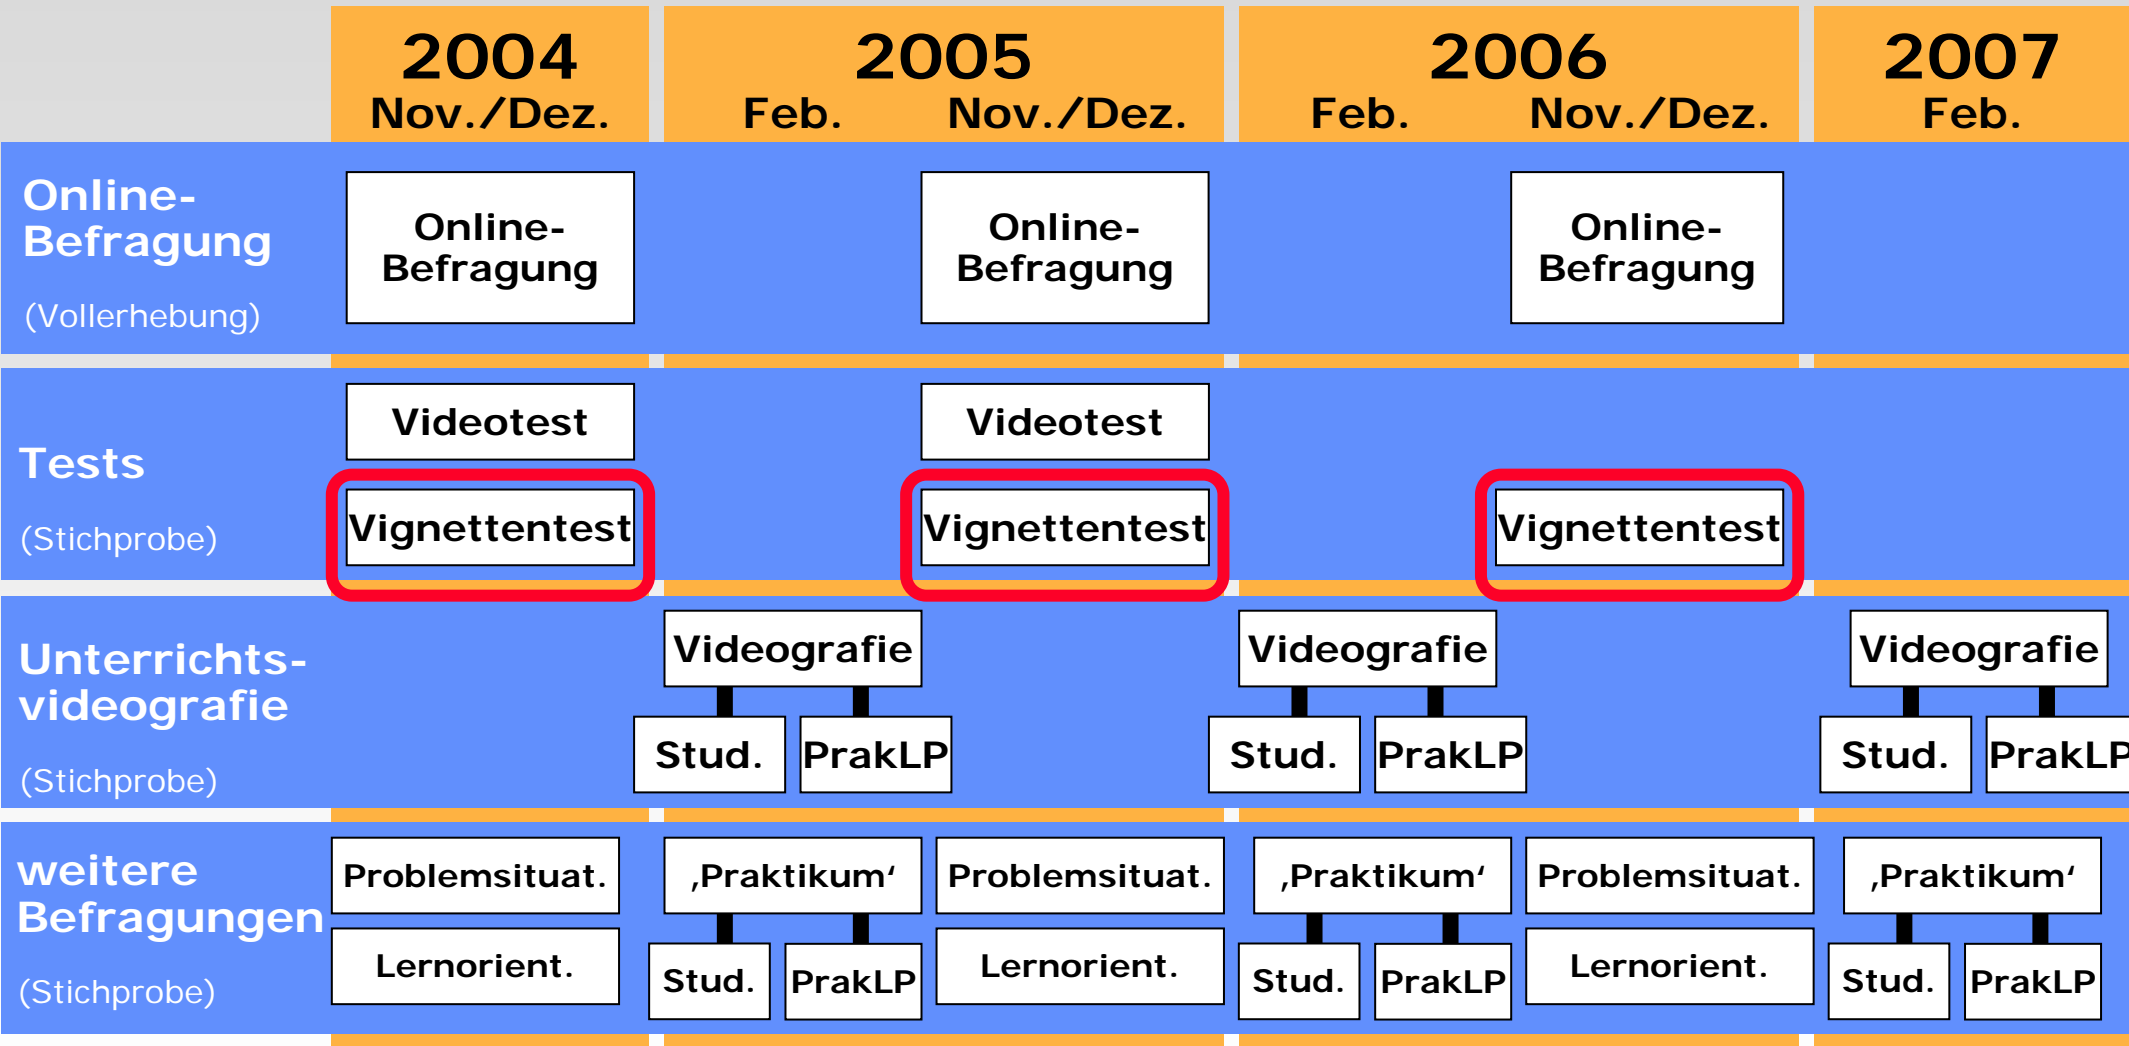 2004 2005 2006 2007
Nov./Dez. Feb. Nov./Dez. Feb. Nov./Dez. Feb.
Online-
Befragung
(Vollerhebung)
Online-
Befragung
Online-
Befragung
Online-
Befragung
Tests
(Stichprobe)
Videotest Videotest
Vignettentest Vignettentest Vignettentest
Unterrichts-
videografie
(Stichprobe)
Videografie Videografie Videografie
Stud. PrakLP Stud. PrakLP Stud. PrakLP
weitere
Befragungen
(Stichprobe)
Problemsituat. ‚Praktikum‘ Problemsituat. ‚Praktikum‘ Problemsituat. ‚Praktikum‘
Lernorient. Lernorient. Lernorient.
Stud. PrakLP Stud. PrakLP Stud. PrakLP